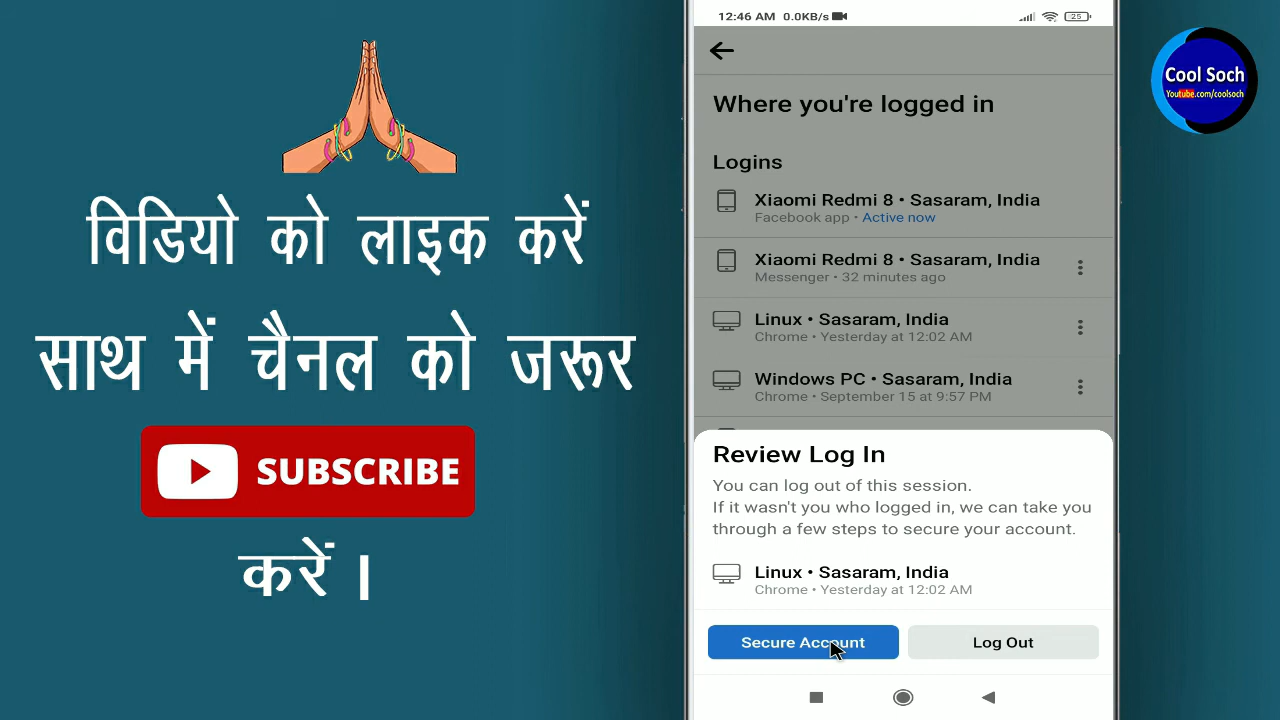 विडियो को लाइक करें
साथ में चैनल को जरूर
SUBSCRIBE
करें ।
12:46 AM 0.0KB/s
25
Where you're logged in
Logins
Xiaomi Redmi 8 • Sasaram, India
Facebook app • Active now
Xiaomi Redmi 8 • Sasaram, India
Messenger • 32 minutes ago
Linux • Sasaram, India
Chrome • Yesterday at 12:02 AM
Windows PC • Sasaram, India
Chrome • September 15 at 9:57 PM
Review Log In
You can log out of this session.
If it wasn't you who logged in, we can take you
through a few steps to secure your account.
Linux • Sasaram, India
Chrome • Yesterday at 12:02 AM
Secure Account
Log Out
Cool Soch
Youtube.com/coolsoch